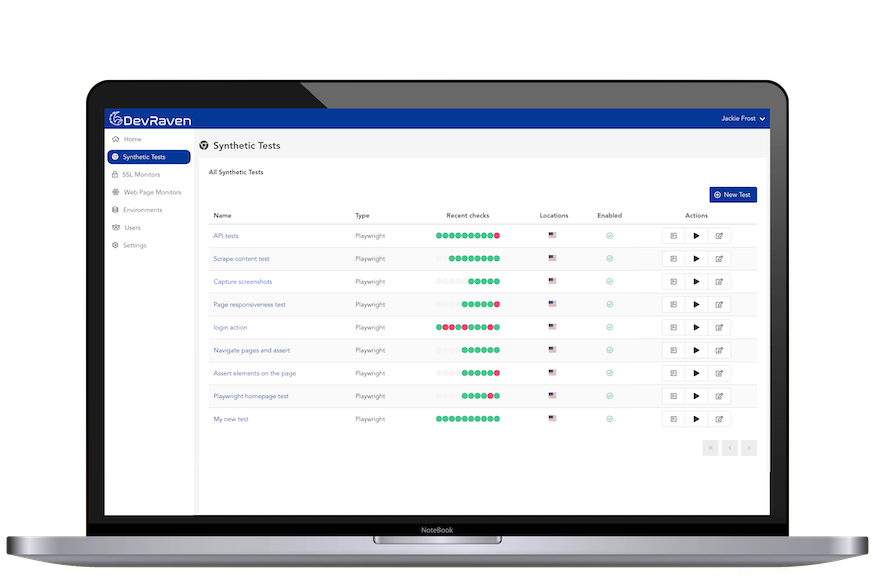 DevRaven
Jackie Frost
Home
Synthetic Tests
SSL Monitors
Web Page Monitors
Environments
Users
Settings
Synthetic Tests
All Synthetic Tests
New Test
Name Type Recent checks Locations Enabled Actions
API tests Playwright
Scrape content test Playwright
Capture screenshots Playwright
Page responsiveness test Playwright
login action Playwright
Navigate pages and assert Playwright
Assert elements on the page Playwright
Playwright homepage test Playwright
My new test Playwright
NoteBook